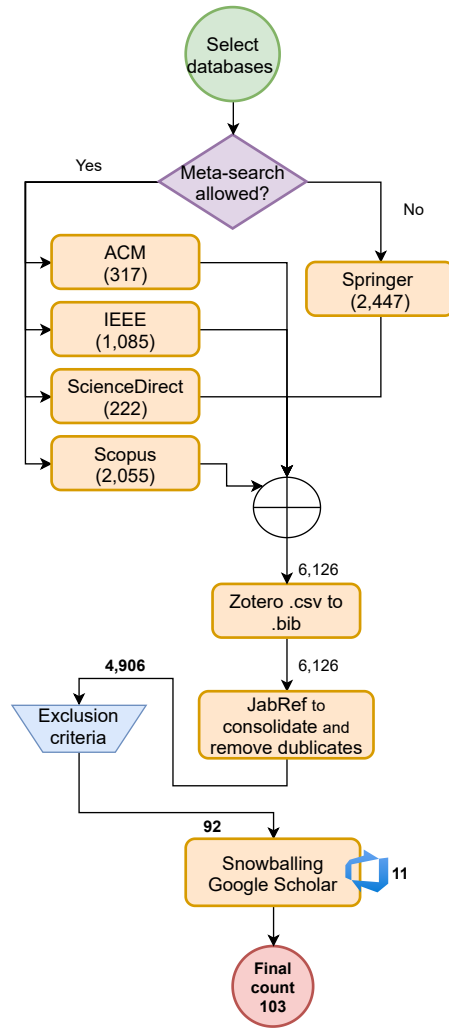 Select
databases
Meta-search
allowed?
Yes
No
ACM
(317)
Springer
(2,447)
IEEE
(1,085)
ScienceDirect
(222)
Scopus
(2,055)
6,126
Zotero .csv to
.bib
6,126
4,906
JabRef to
consolidate and
remove dublicates
Exclusion
criteria
92
Snowballing
Google Scholar
11
Final
count
103